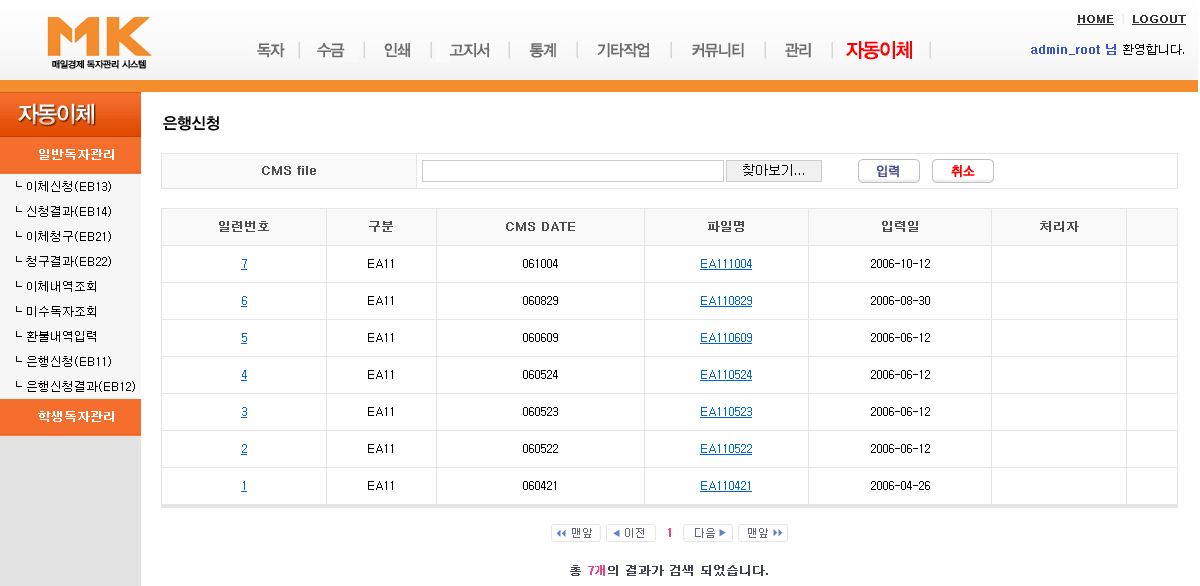 HOME LOGOUT
MK
매일경제 독자관리 시스템
독자 수금 인쇄 고지서 통계 기타작업 커뮤니티 관리 자동이체
admin_root 님 환영합니다.
자동이체
일반독자관리
└ 이체신청(EB13)
└ 신청결과(EB14)
└ 이체청구(EB21)
└ 청구결과(EB22)
└ 이체내역조회
└ 미수독자조회
└ 환불내역입력
└ 은행신청(EB11)
└ 은행신청결과(EB12)
학생독자관리
은행신청
CMS file 찾아보기... 입력 취소
일련번호 구분 CMS DATE 파일명 입력일 처리자
7 EA11 061004 EA111004 2006-10-12
6 EA11 060829 EA110829 2006-08-30
5 EA11 060609 EA110609 2006-06-12
4 EA11 060524 EA110524 2006-06-12
3 EA11 060523 EA110523 2006-06-12
2 EA11 060522 EA110522 2006-06-12
1 EA11 060421 EA110421 2006-04-26
맨앞 이전 1 다음 맨앞
총 7개의 결과가 검색 되었습니다.